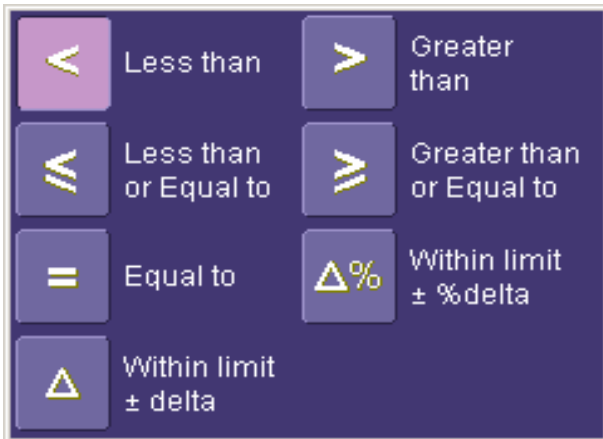 < Less than
> Greater
than
≤ Less than
or Equal to
≥ Greater than
or Equal to
= Equal to
Δ% Within limit
± %delta
Δ Within limit
± delta